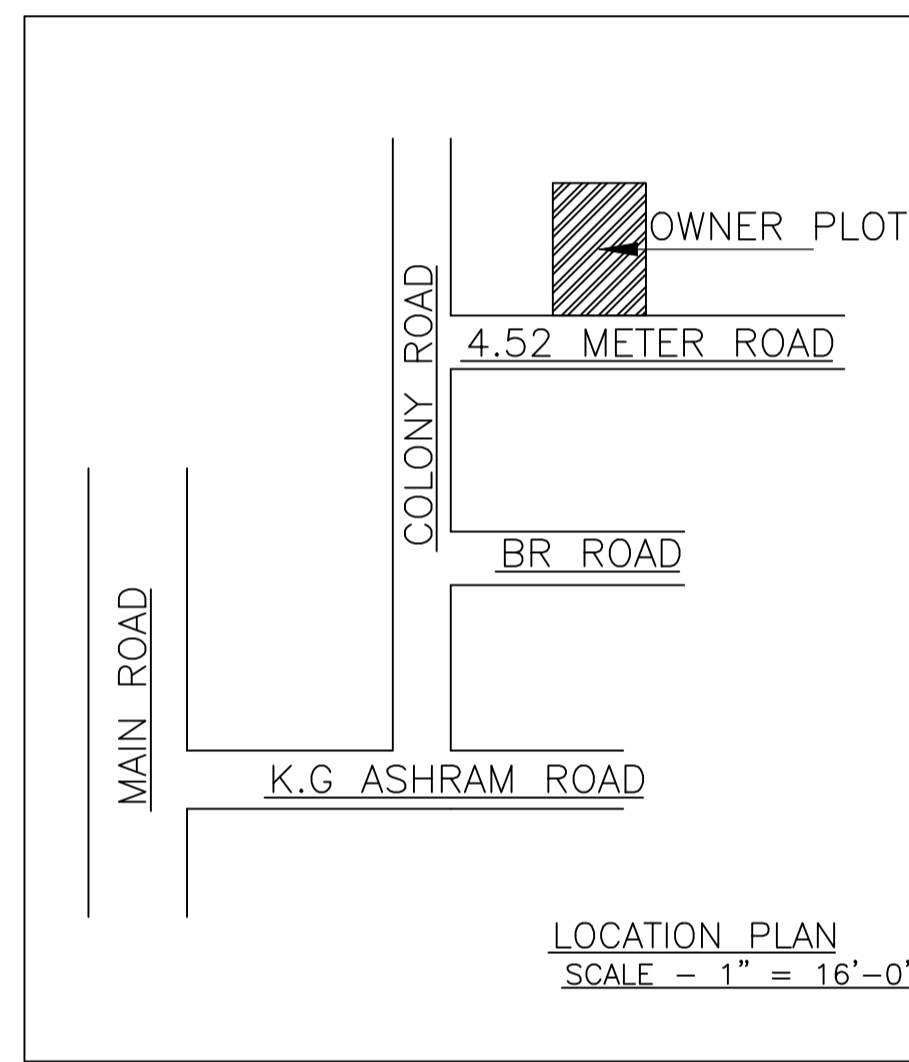 OWNER PLOT
4.52 METER ROAD
COLONY ROAD
BR ROAD
MAIN ROAD
K.G ASHRAM ROAD
LOCATION PLAN
SCALE - 1" = 16'-0'